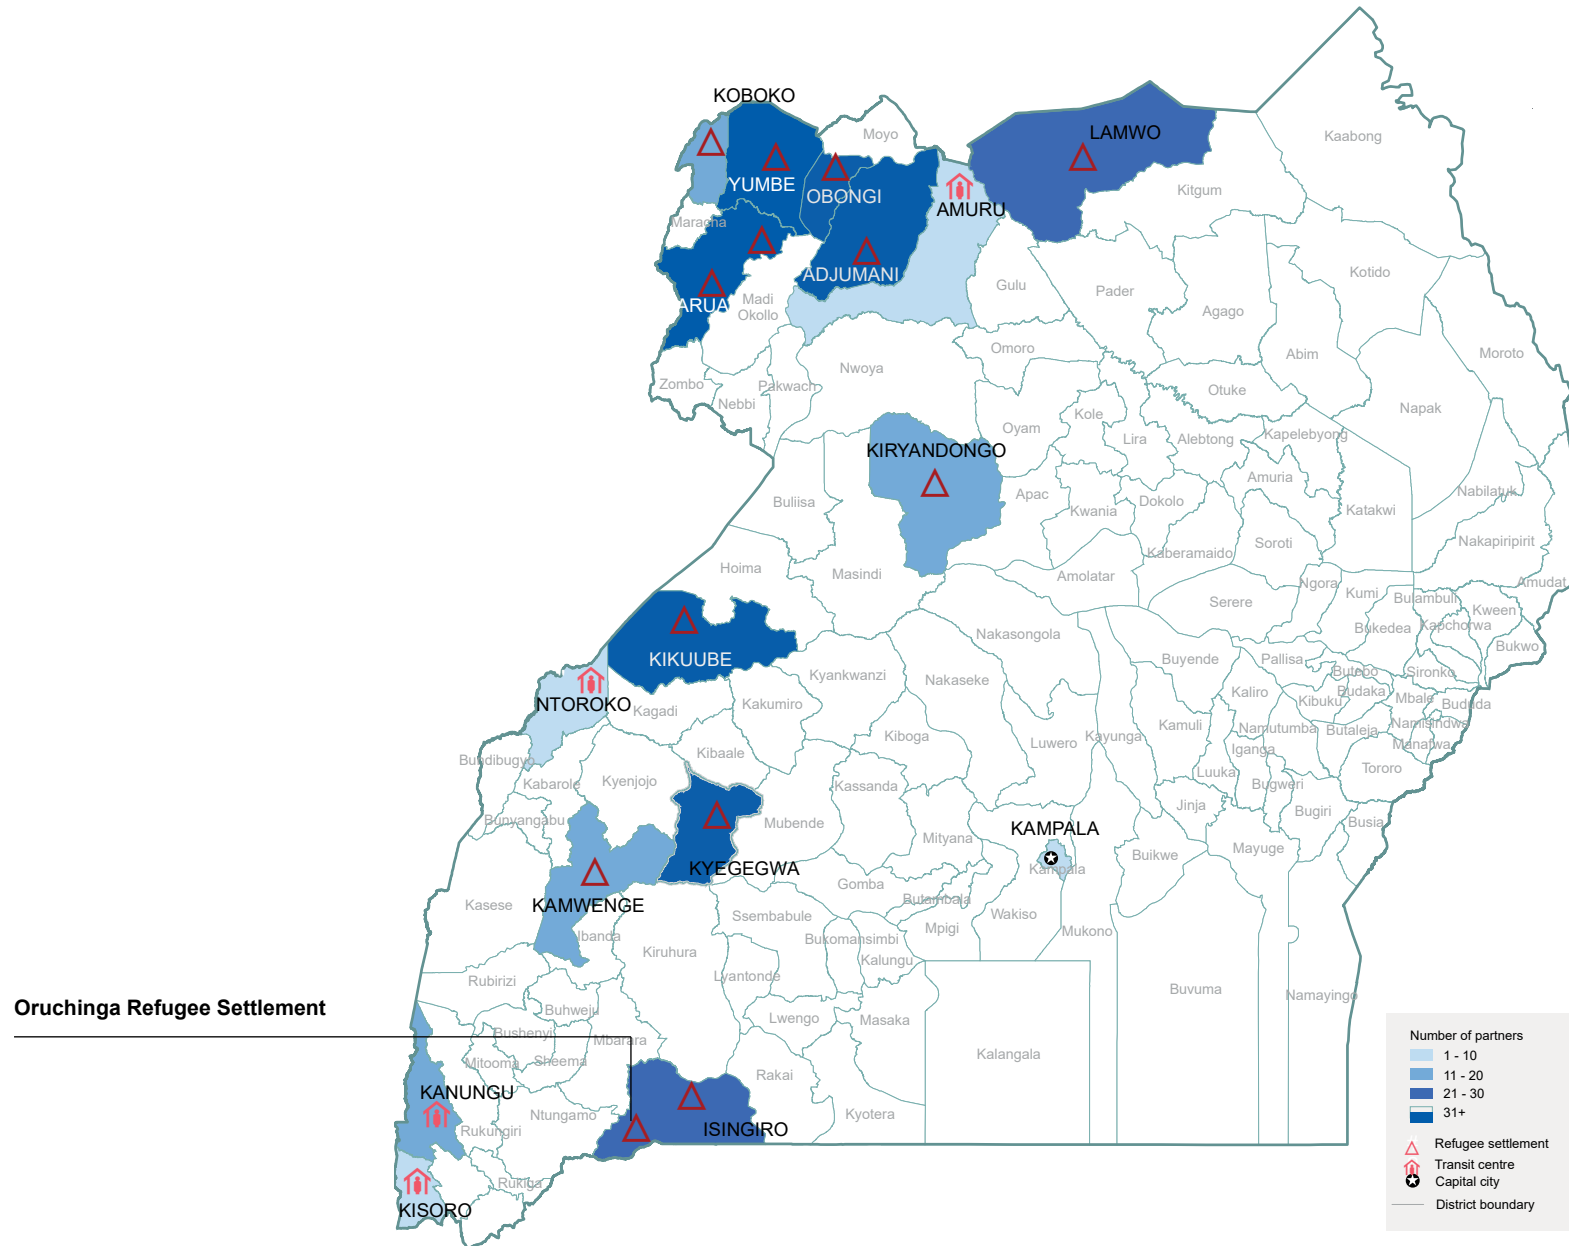 KOBOKO
Moyo
LAMWO
Kaabong
YUMBE
OBONGI
AMURU
Kitgum
Maracha
ADJUMANI
Kotido
ARUA
Madi
Okollo
Gulu
Pader
Agago
Omoro
Abim
Moroto
Zombo
Nebbi
Pakwach
Nwoya
Otuke
Napak
Kole
Oyam
Lira
Alebtong
Kapelebyong
KIRYANDONGO
Amuria
Nabilatuk
Buliisa
Apac
Kwania
Dokolo
Katakwi
Soroti
Nakapiripirit
Kaberamaido
Hoima
Masindi
Amolatar
Ngora
Kumi
Amudat
Serere
Bulambuli
Kween
Bukedea
Kapchorwa
Nakasongola
Bukwo
KIKUUBE
Buyende
Pallisa
Butebo
Sironko
Kyankwanzi
Nakaseke
Kaliro
Kibuku
Budaka
Mbale
Bududa
NTOROKO
Kagadi
Kakumiro
Kamuli
Namutumba
Butaleja
Namisindwa
Manafwa
Kiboga
Luwero
Kayunga
Iganga
Bundibugyo
Kibaale
Kabarole
Kyenjojo
Kassanda
Luuka
Bugweri
Tororo
Jinja
Bugiri
Bunyangabu
Mubende
Mityana
KAMPALA
Busia
Kampala
Buikwe
Mayuge
KYEGEGWA
Gomba
Butambala
Kasese
KAMWENGE
Ssembabule
Wakiso
Ibanda
Kiruhura
Bukomansimbi
Mpigi
Mukono
Kalungu
Rubirizi
Lyantonde
Buvuma
Namayingo
Oruchinga Refugee Settlement
Buhweju
Lwengo
Masaka
Bushenyi
Mbarara
Mitooma
Sheema
Kalangala
Rakai
KANUNGU
Ntungamo
Kyotera
Rukungiri
ISINGIRO
Rukiga
KISORO
Number of partners
1 - 10
11 - 20
21 - 30
31+
Refugee settlement
Transit centre
Capital city
District boundary